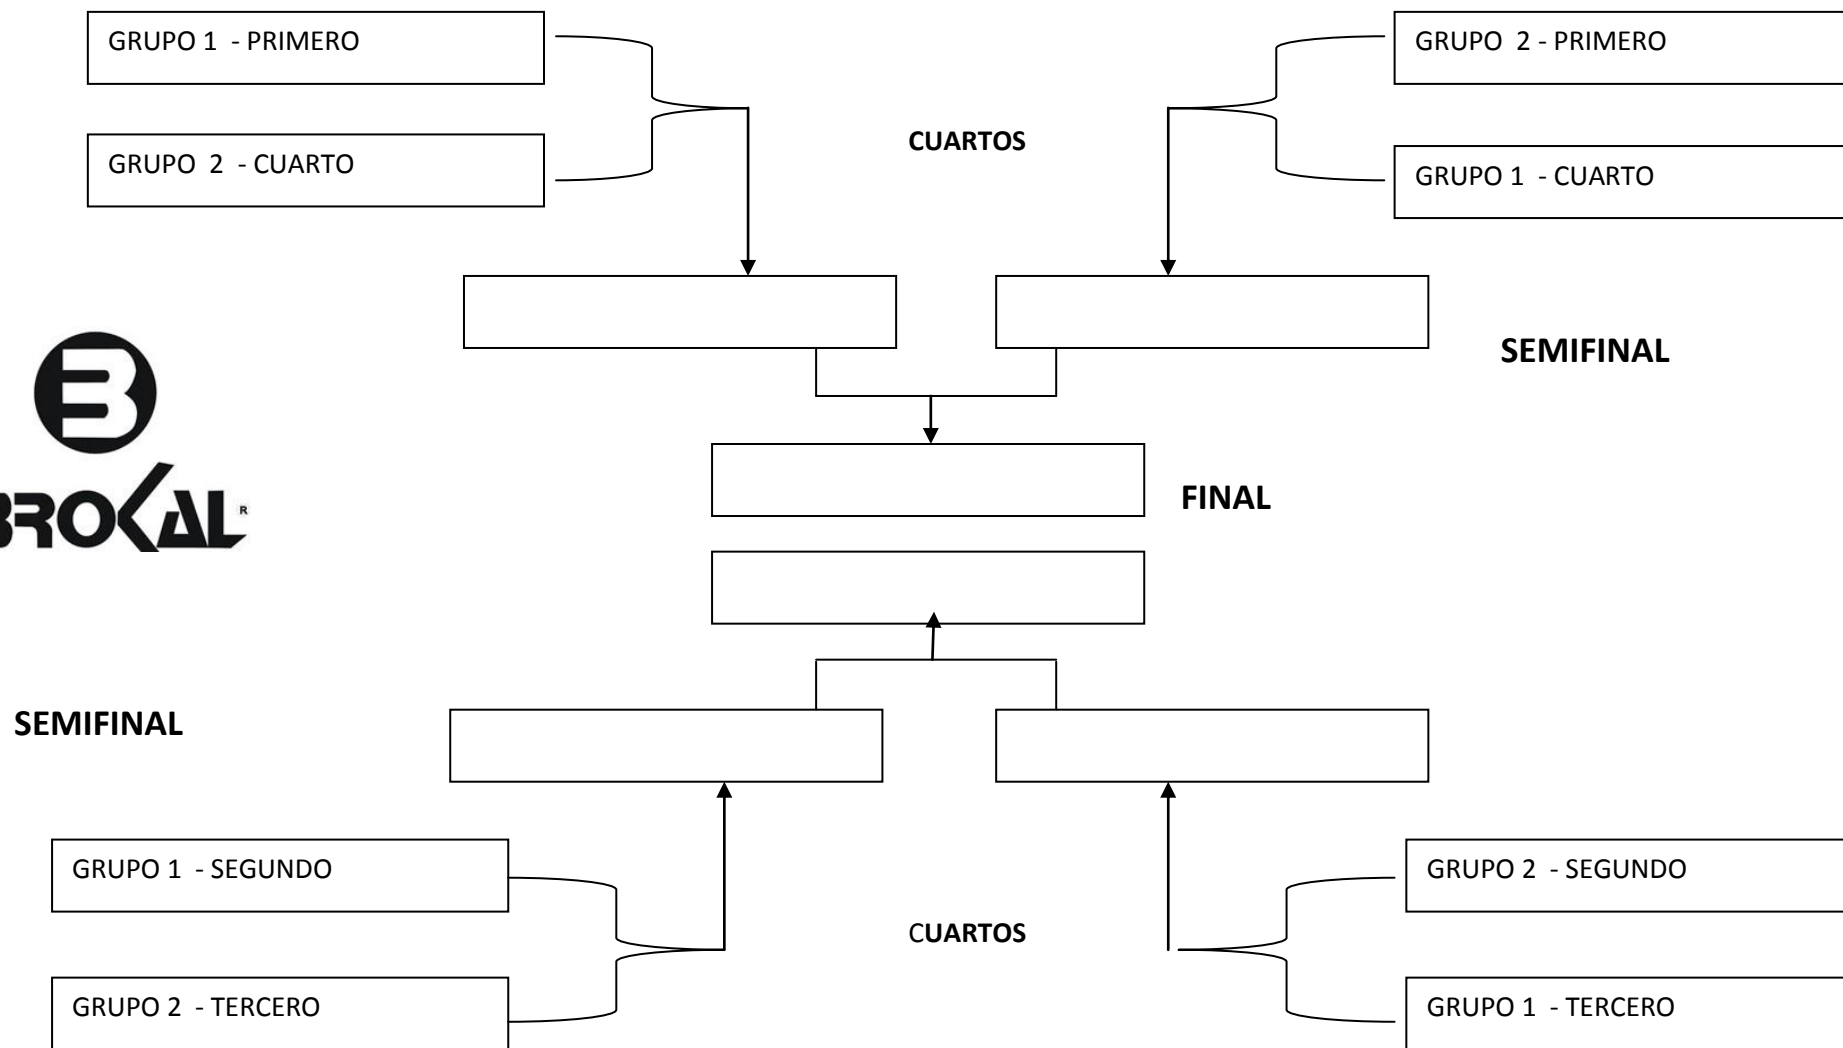 GRUPO 1 - PRIMERO
GRUPO 2 - PRIMERO
CUARTOS
GRUPO 2 - CUARTO
GRUPO 1 - CUARTO
SEMIFINAL
BROKAL R
FINAL
SEMIFINAL
GRUPO 1 - SEGUNDO
GRUPO 2 - SEGUNDO
CUARTOS
GRUPO 2 - TERCERO
GRUPO 1 - TERCERO